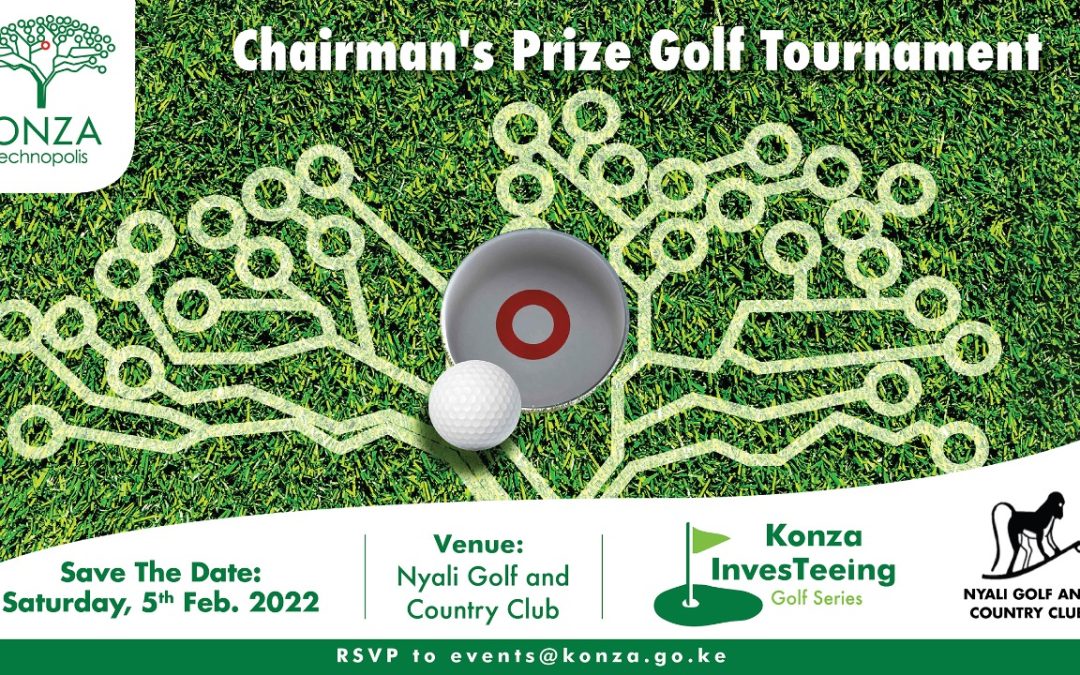 Chairman's Prize Golf Tournament
ONZA
echnopolis
Save The Date:
Saturday, 5th Feb. 2022
Venue:
Nyali Golf and
Country Club
Konza
InvesTeeing
Golf Series
NYALI GOLF AN
COUNTRY CLUB
RSVP to events@konza.go.ke